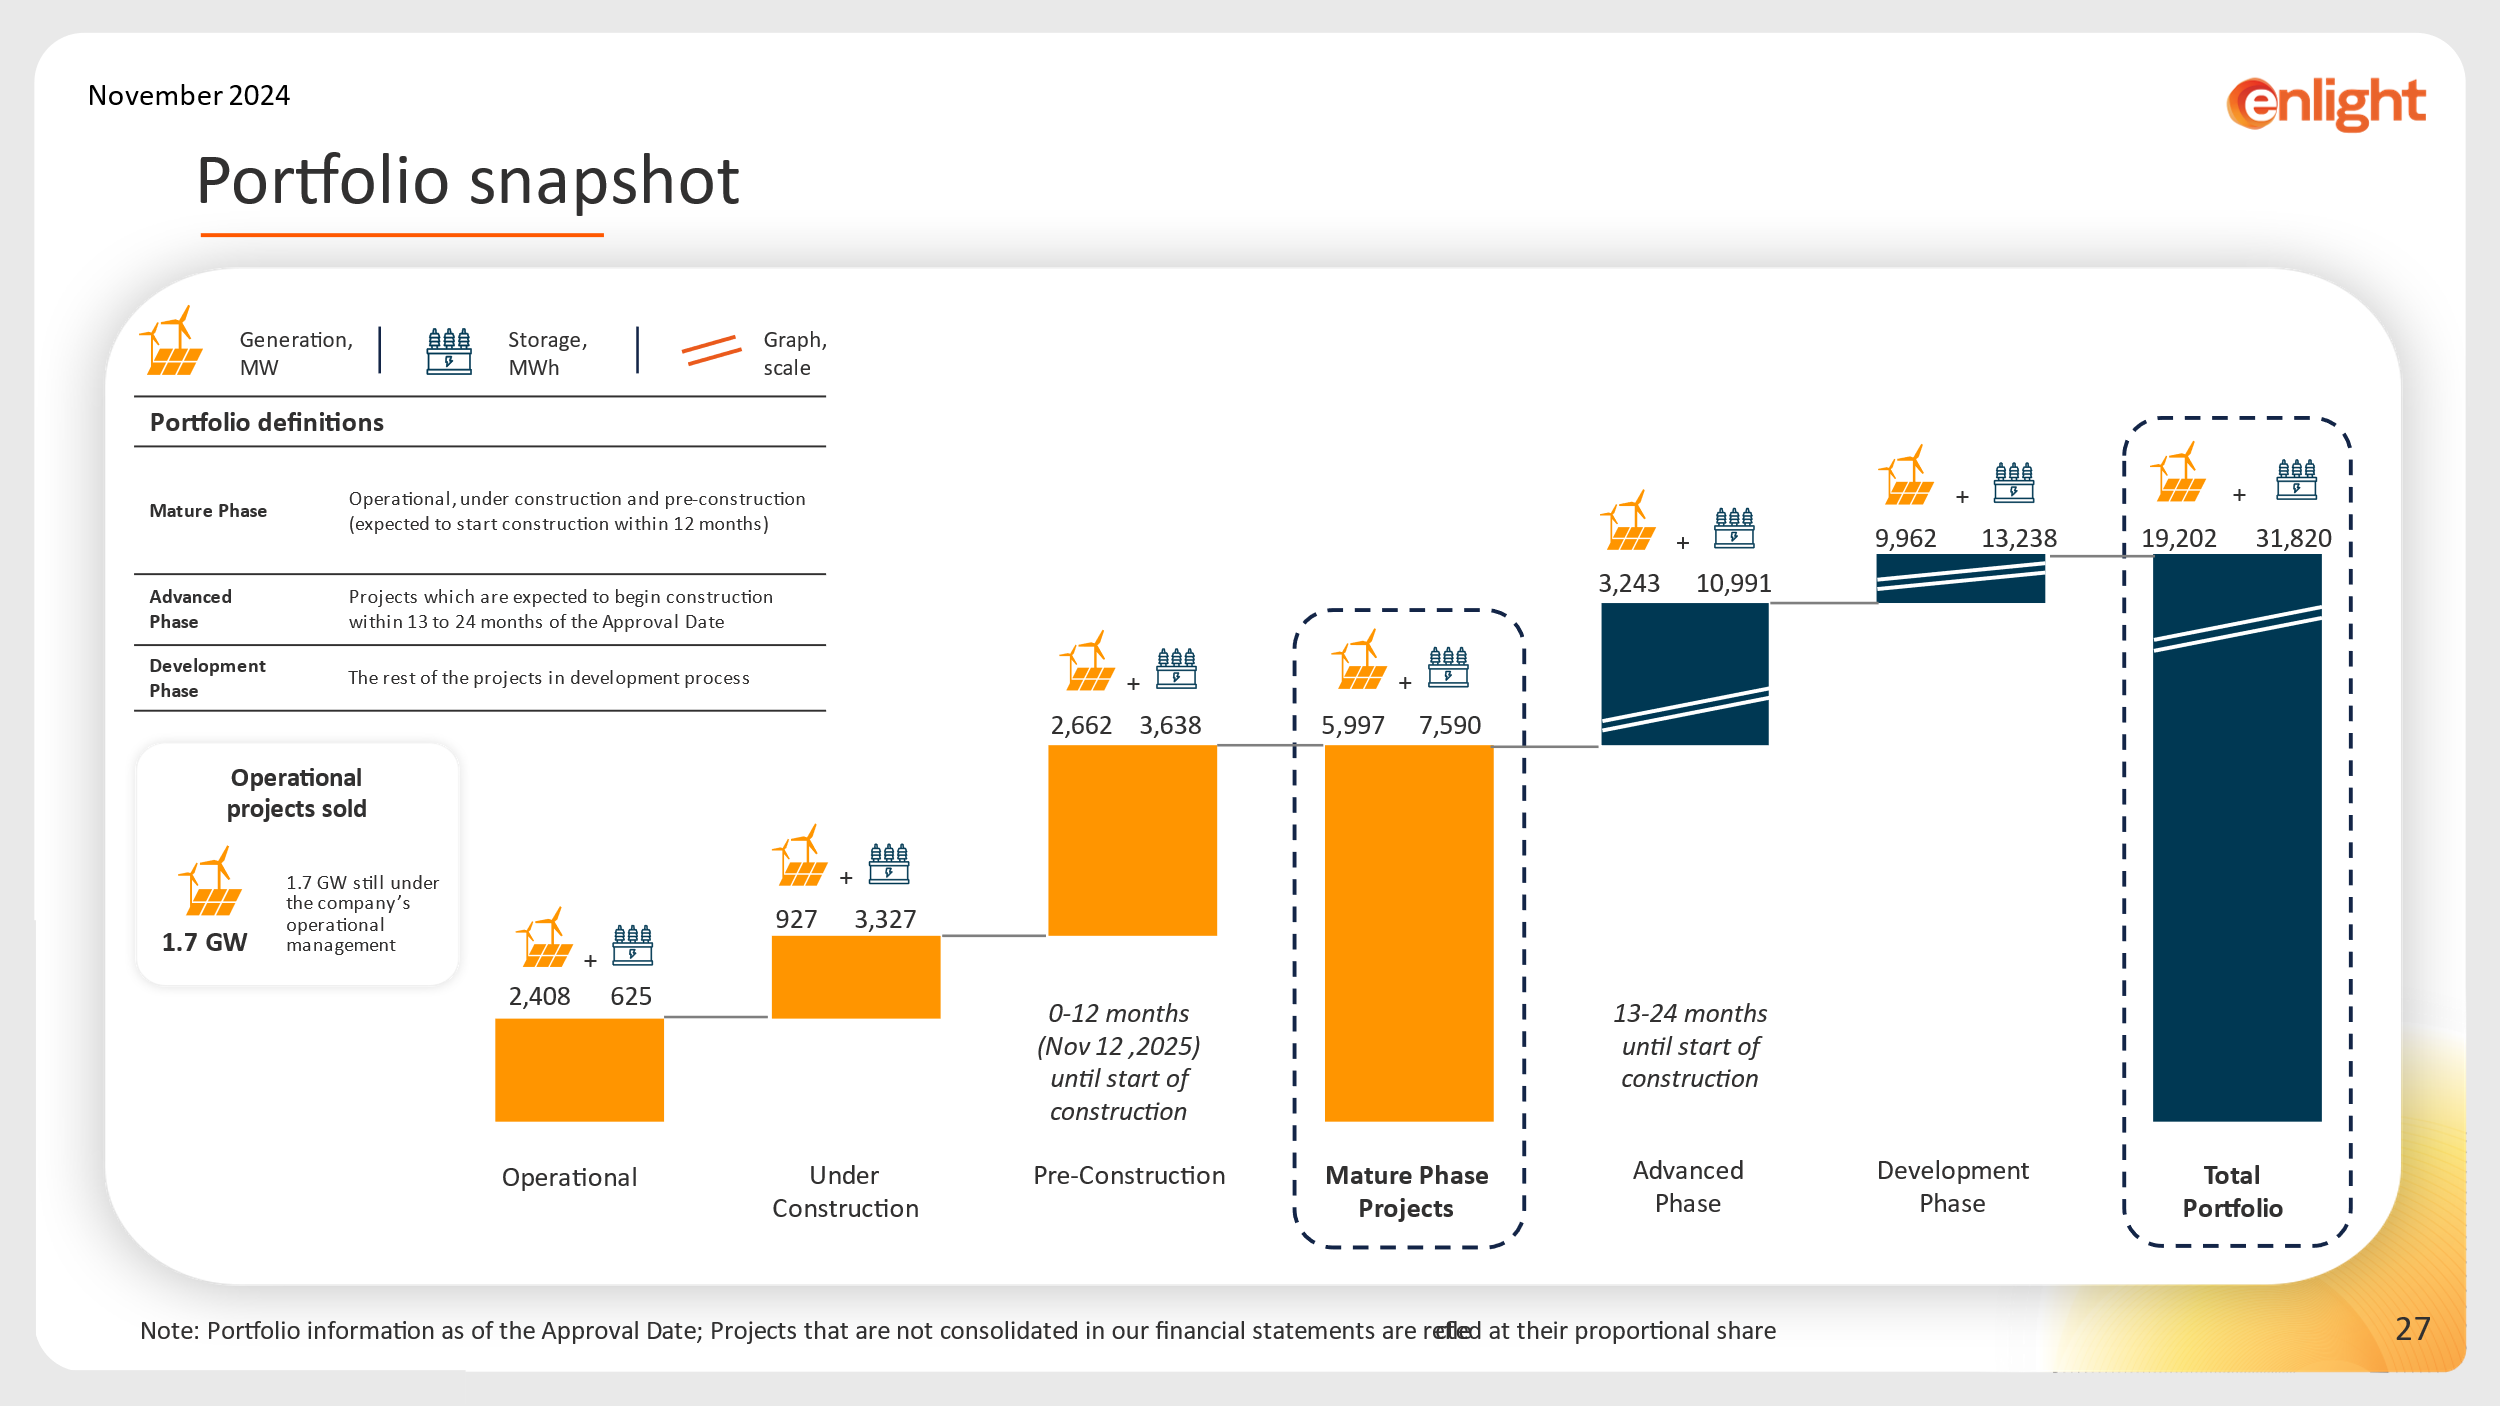 November 2024
enlight
Portfolio snapshot
Generation,
MW
Storage,
MWh
Graph,
scale
Portfolio definitions
Mature Phase
Operational, under construction and pre-construction
(expected to start construction within 12 months)
Advanced
Phase
Projects which are expected to begin construction
within 13 to 24 months of the Approval Date
Development
Phase
The rest of the projects in development process
Operational
projects sold
1.7 GW
1.7 GW still under
the company's
operational
management
+
2,408 625
Operational
+
927 3,327
Under
Construction
+
2,662 3,638
0-12 months
(Nov 12 ,2025)
until start of
construction
Pre-Construction
+
5,997 7,590
Mature Phase
Projects
+
3,243 10,991
13-24 months
until start of
construction
Advanced
Phase
+
9,962 13,238
Development
Phase
+
19,202 31,820
Total
Portfolio
Note: Portfolio information as of the Approval Date; Projects that are not consolidated in our financial statements are at their proportional share
27